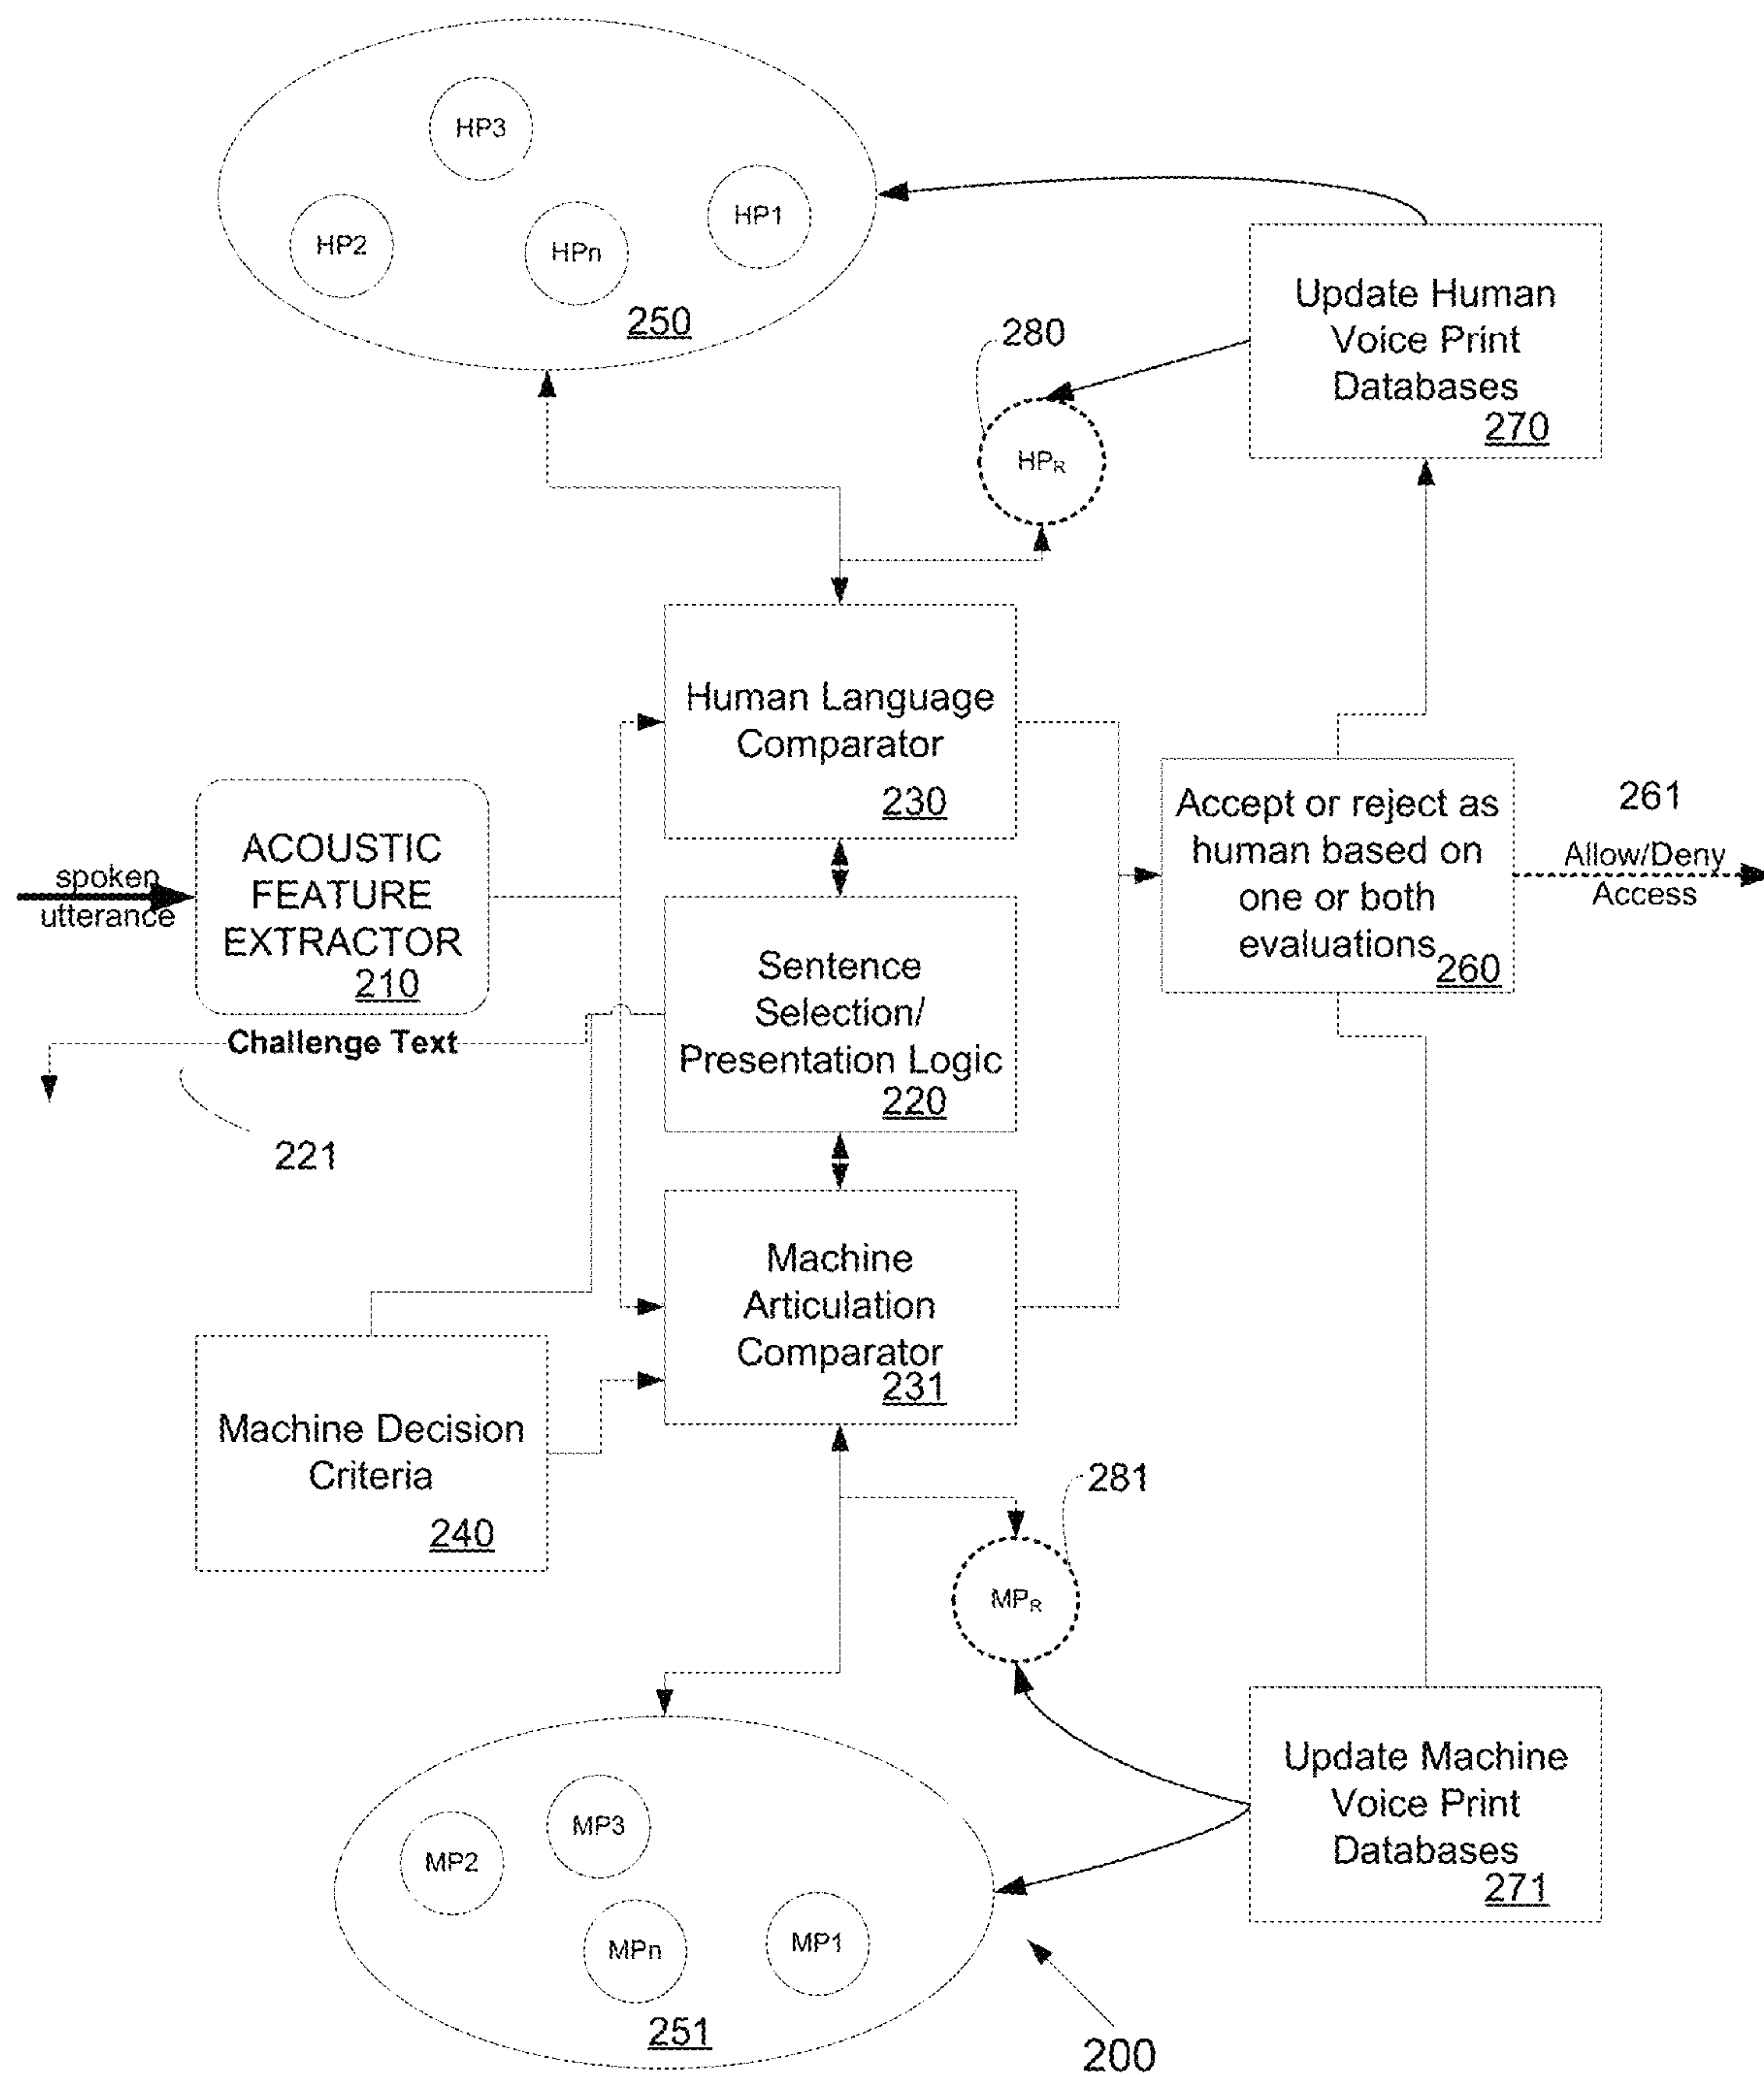 HP3
HP1
HP2
HPn
250
Update Human
Voice Print
Databases
270
280
HPR
Human Language
Comparator
230
ACOUSTIC
FEATURE
EXTRACTOR
210
spoken
utterance
Accept or reject as
human based on
one or both
evaluations
260
261
Allow/Deny
Access
Sentence
Selection/
Presentation Logic
220
Challenge Text
221
Machine
Articulation
Comparator
231
Machine Decision
Criteria
240
281
MPR
Update Machine
Voice Print
Databases
271
MP3
MP2
MPn
MP1
251
200